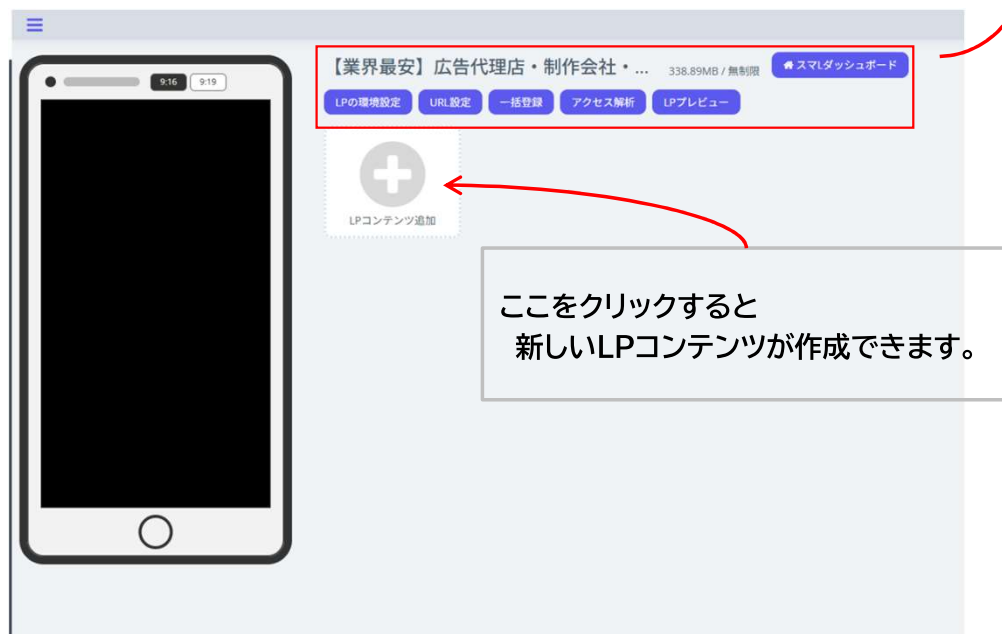 9:16 9:19
【業界最安】広告代理店・制作会社・... 338.89MB / 無制限 スマLダッシュボード
LPの環境設定 URL設定 一括登録 アクセス解析 LPプレビュー
LPコンテンツ追加
ここをクリックすると
新しいLPコンテンツが作成できます。